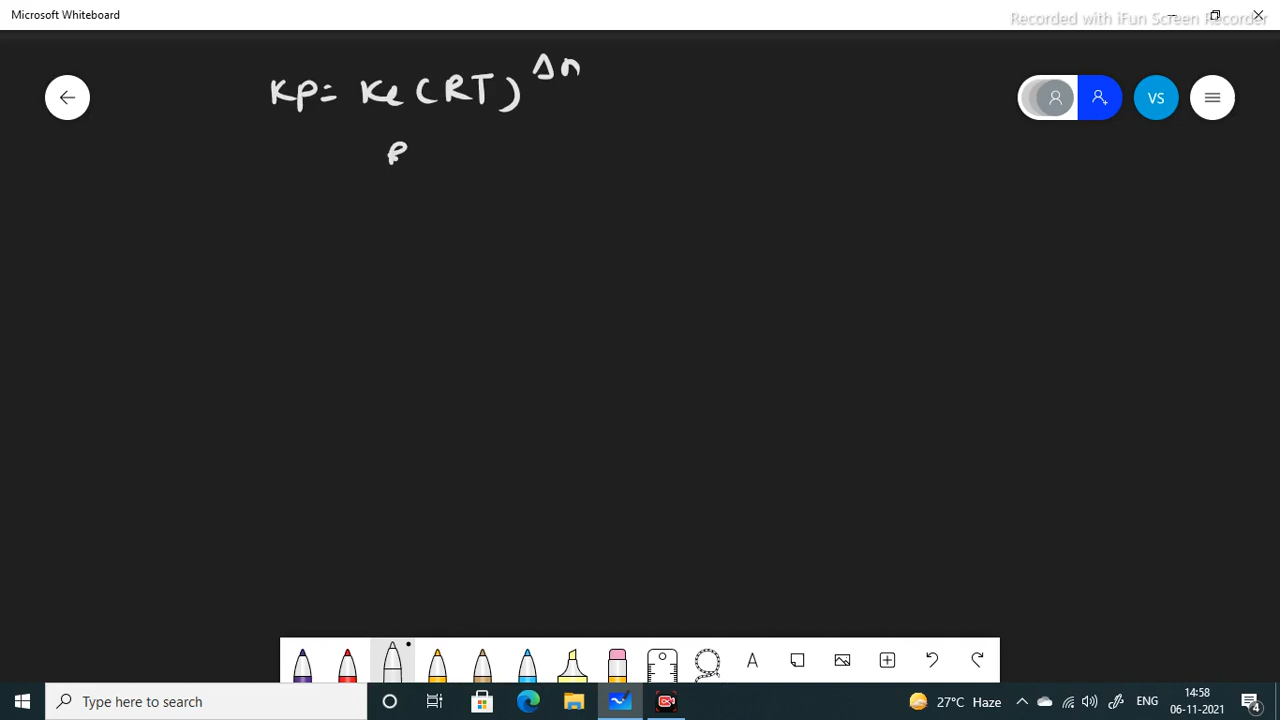 Microsoft Whiteboard
Recorded with iFun Screen Recorder
KP = Kc (RT)^Δn
R
VS
A
Type here to search
27°C Haze
ENG
14:58
06-11-2021
4